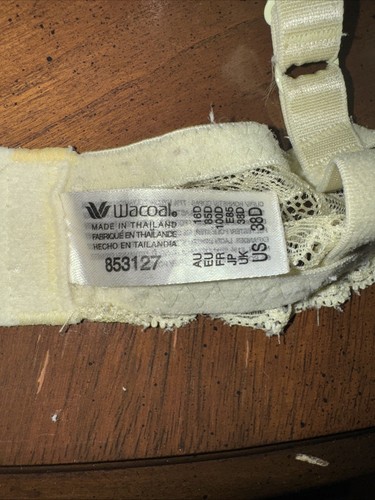 Wacoal®
MADE IN THAILAND
FABRIQUÉ EN THAÏLANDE
HECHO EN TAILANDIA
853127
AU 16D
EU 85D
FR 100D
JP E85
UK 38D
US 38D